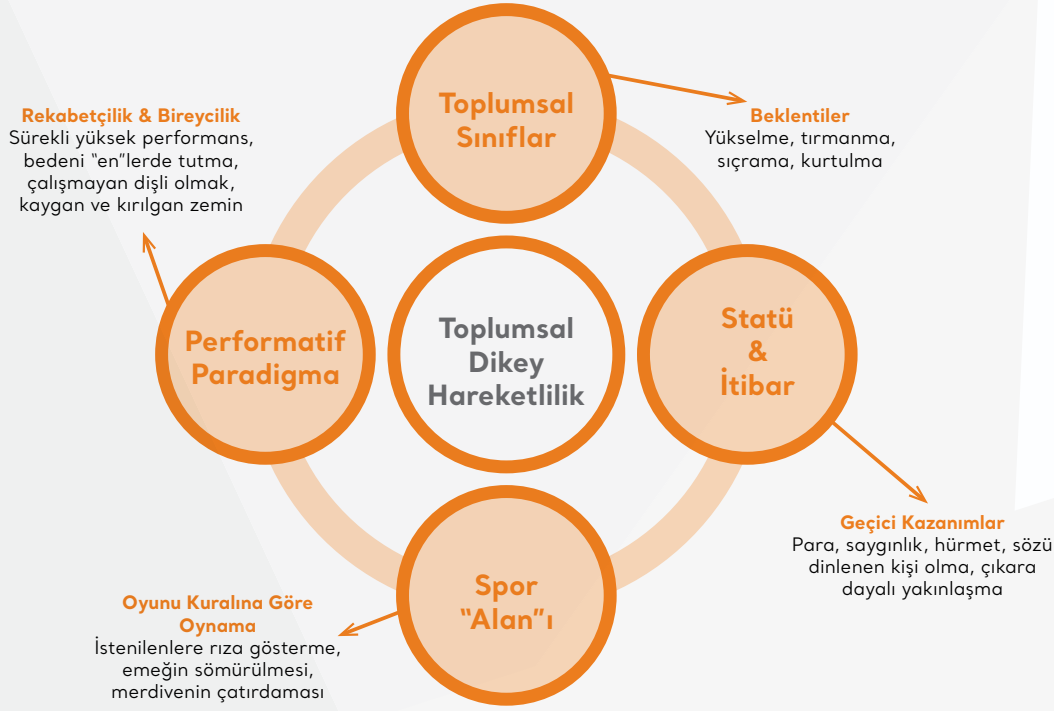 Toplumsal
Sınıflar
Rekabetçilik & Bireycilik
Sürekli yüksek performans,
bedeni "en"lerde tutma,
çalışmayan dişli olmak,
kaygan ve kırılgan zemin
Beklentiler
Yükselme, tırmanma,
sıçrama, kurtulma
Performatif
Paradigma
Toplumsal
Dikey
Hareketlilik
Statü
&
İtibar
Geçici Kazanımlar
Para, saygınlık, hürmet, sözü
dinlenen kişi olma, çıkara
dayalı yakınlaşma
Spor
"Alan"ı
Oyunu Kuralına Göre
Oynama
İstenilenlere rıza gösterme,
emeğin sömürülmesi,
merdivenin çatırdaması